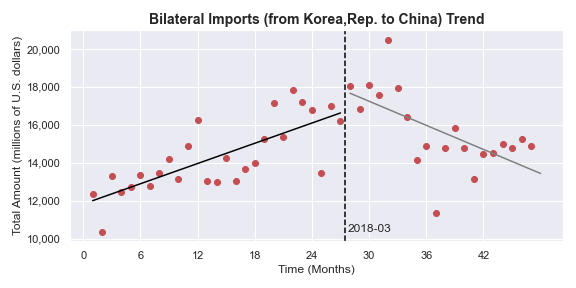 Bilateral Imports (from Korea,Rep. to China) Trend
Total Amount (millions of U.S. dollars)
20,000
18,000
16,000
14,000
12,000
10,000
2018-03
0 6 12 18 24 30 36 42
Time (Months)